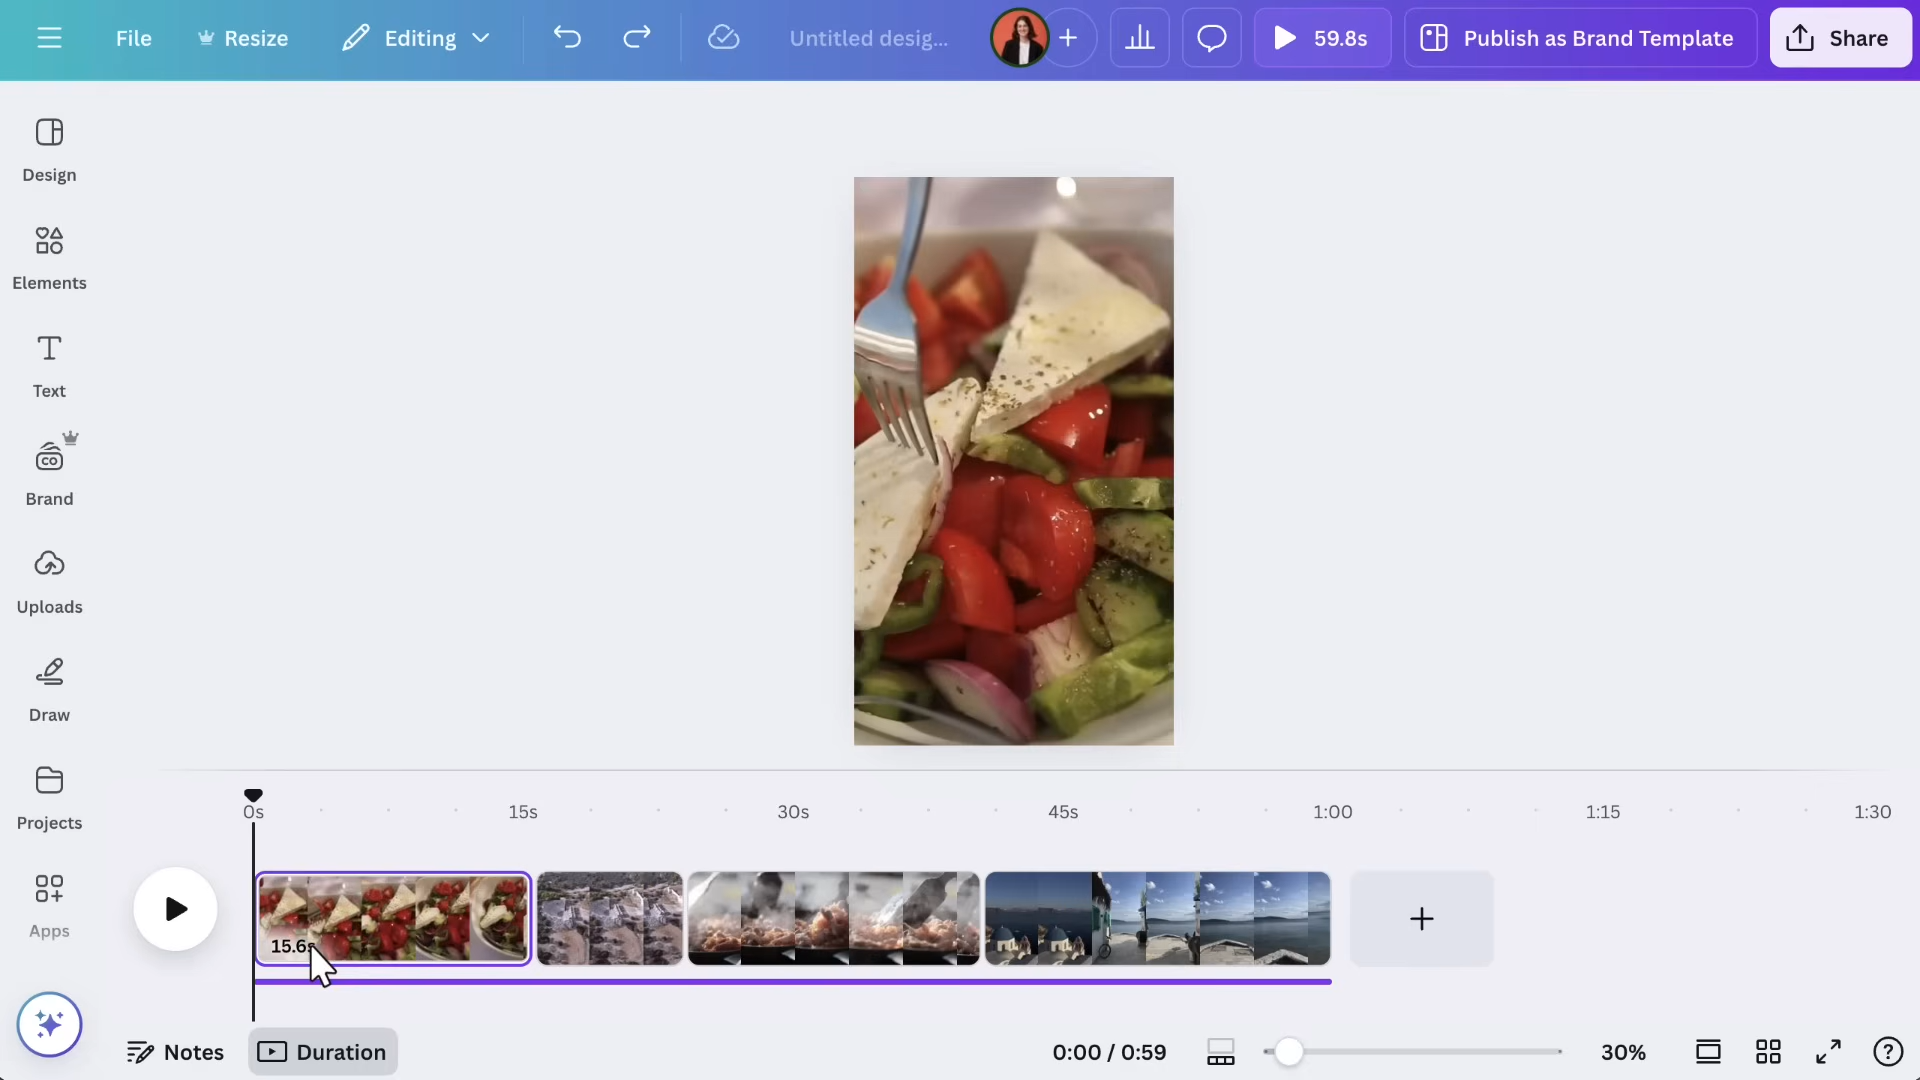 File
Resize
Editing
Untitled desig...
59.8s
Publish as Brand Template
Share
Design
Elements
Text
CO
Brand
Uploads
Draw
Projects
Apps
0s
15s
30s
45s
1:00
1:15
1:30
15.6s
Notes
Duration
0:00 / 0:59
30%
?